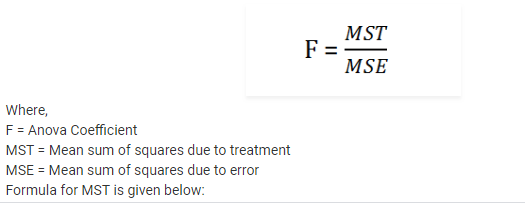 F = MST / MSE
Where,
F = Anova Coefficient
MST = Mean sum of squares due to treatment
MSE = Mean sum of squares due to error
Formula for MST is given below: